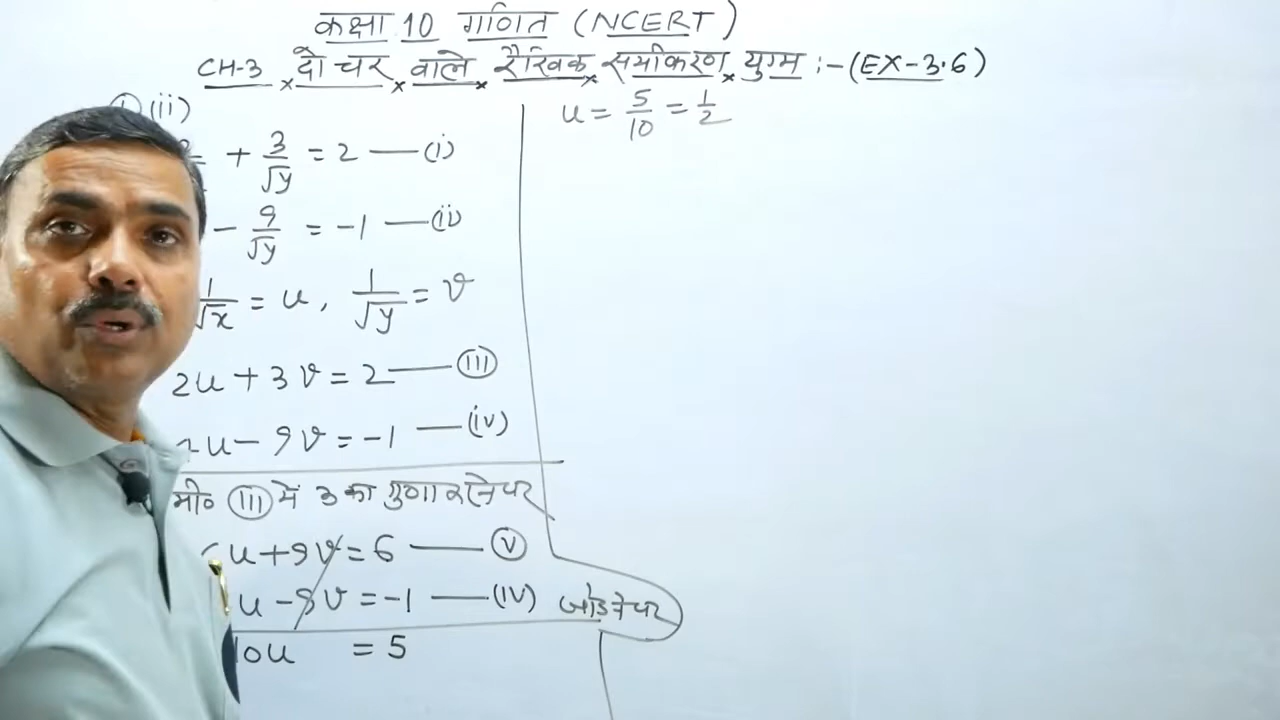 कक्षा 10 गणित (NCERT)
CH-3 × दो चर × वाले × रैखिक × समीकरण × युग्म :- (EX-3.6)
① (ii)
+ 3/√y = 2 — (i)
- 9/√y = -1 — (ii)
1/√x = u, 1/√y = v
2u + 3v = 2 — (III)
u - 9v = -1 — (iv)
(III) में 3 का गुणा करने पर
u + 9v = 6 — (V)
u - 9v = -1 — (IV) जोडने पर
10u = 5
u = 5/10 = 1/2